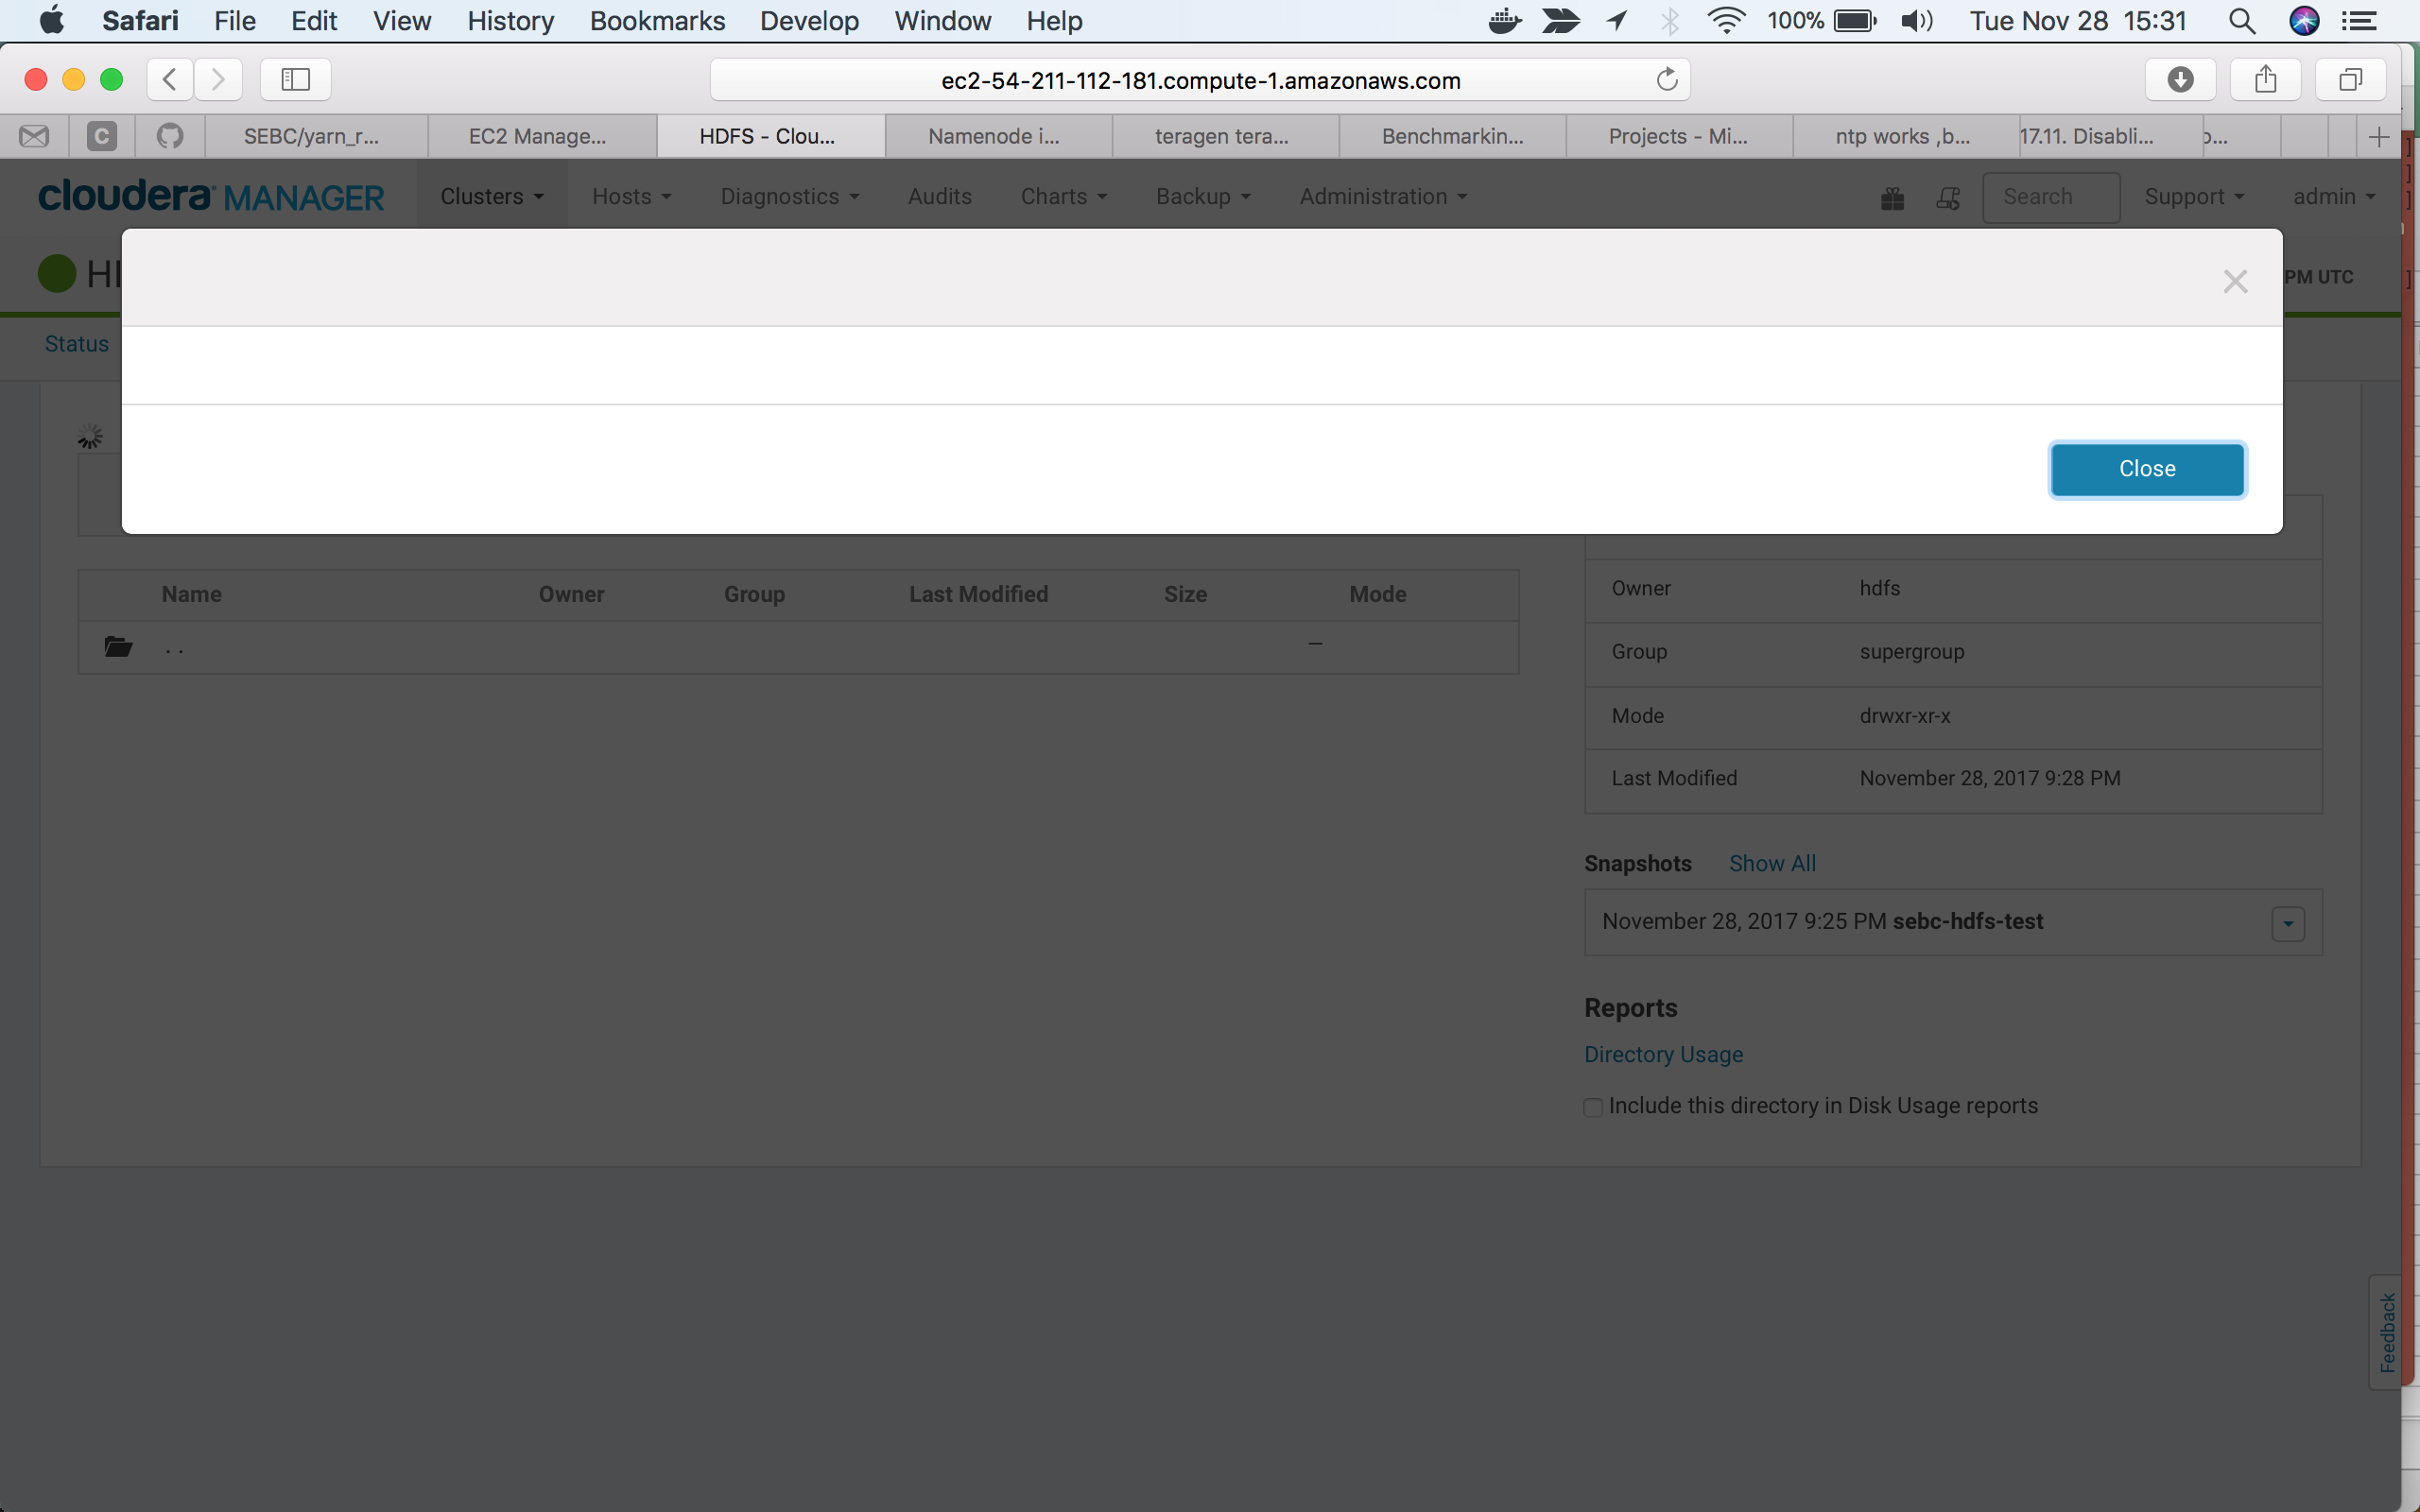 Safari File Edit View History Bookmarks Develop Window Help 100% Tue Nov 28 15:31
ec2-54-211-112-181.compute-1.amazonaws.com
C SEBC/yarn_r... EC2 Manage... HDFS - Clou... Namenode i... teragen tera... Benchmarkin... Projects - Mi... ntp works ,b... 17.11. Disabli...
cloudera MANAGER Clusters Hosts Diagnostics Audits Charts Backup Administration Search Support admin
PM UTC
Status
Close
Name Owner Group Last Modified Size Mode
. . —
Owner hdfs
Group supergroup
Mode drwxr-xr-x
Last Modified November 28, 2017 9:28 PM
Snapshots Show All
November 28, 2017 9:25 PM sebc-hdfs-test
Reports
Directory Usage
Include this directory in Disk Usage reports
Feedback